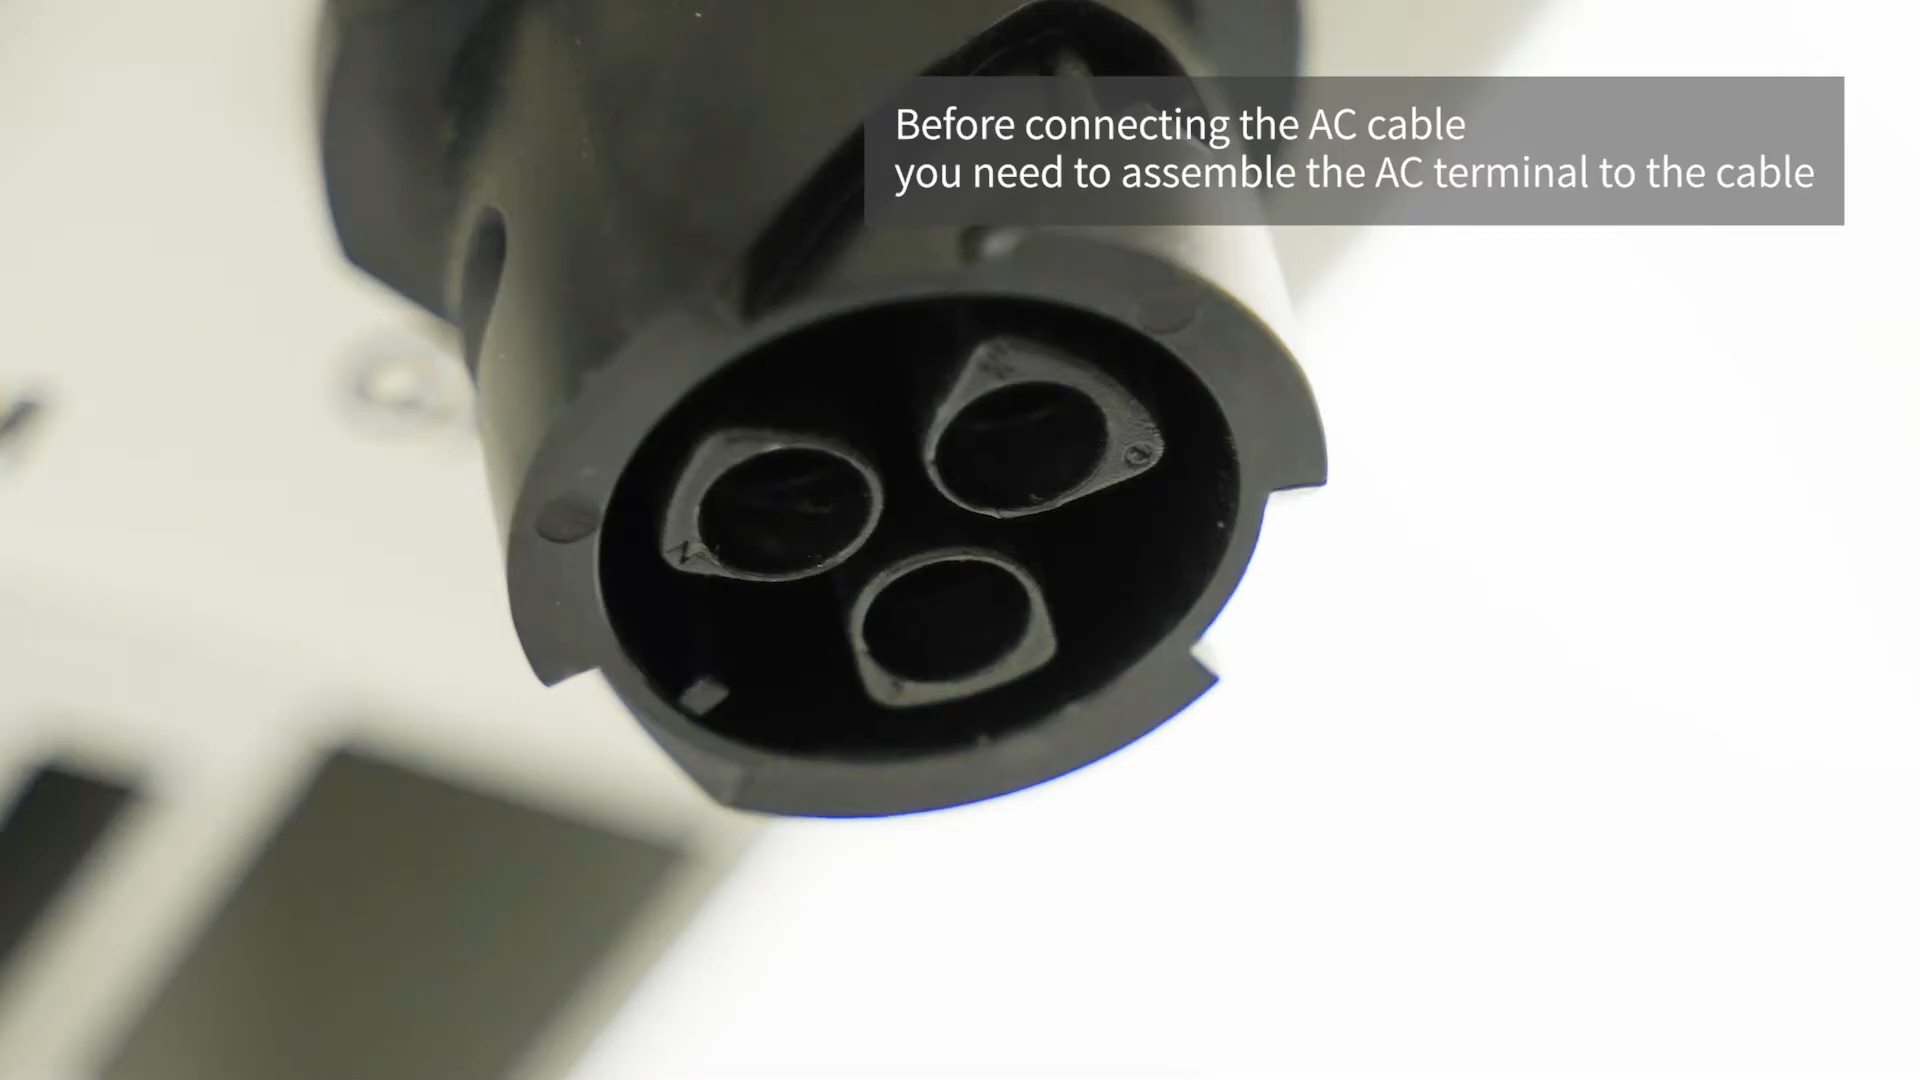 Before connecting the AC cable
you need to assemble the AC terminal to the cable
N